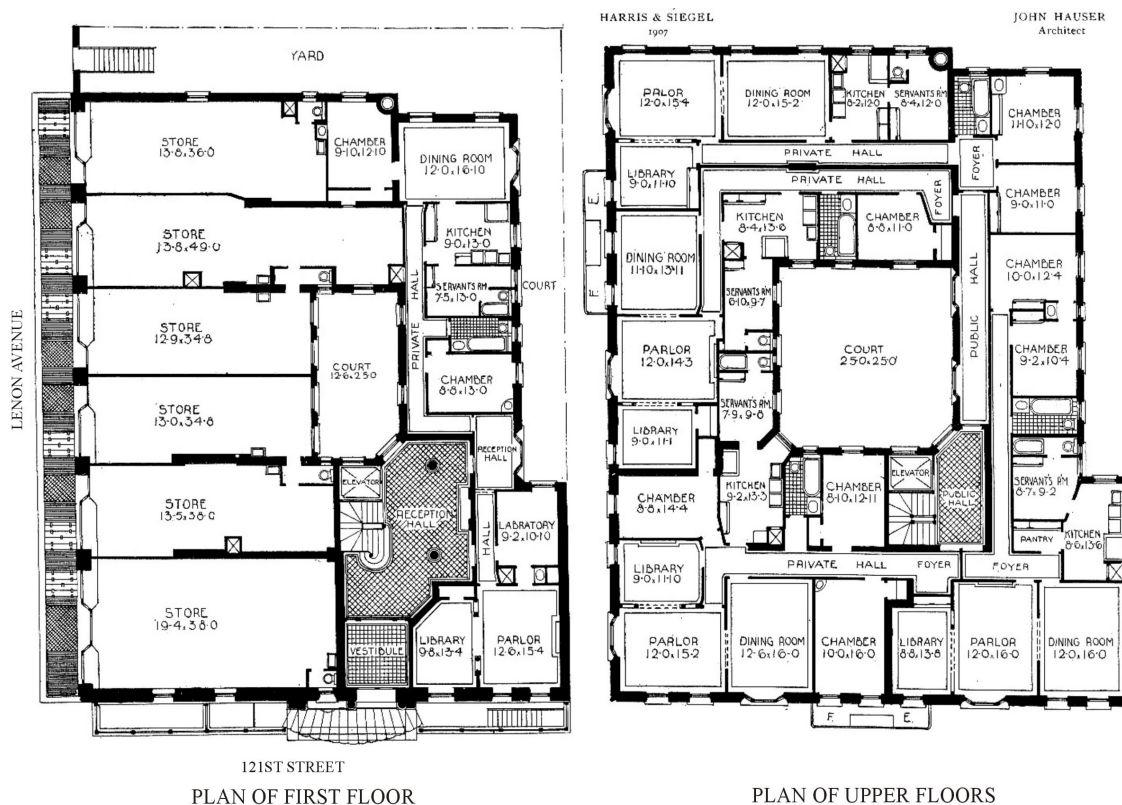 HARRIS & SIEGEL
1907
JOHN HAUSER
Architect
YARD
STORE
13-8x36-0
CHAMBER
9-10x12-10
DINING ROOM
12-0x16-10
STORE
13-8x49-0
KITCHEN
9-0x13-0
SERVANTS RM
7-5x13-0
COURT
STORE
12-9x34-8
COURT
12-6x25-0
PRIVATE HALL
CHAMBER
8-8x13-0
STORE
13-0x34-8
RECEPTION
HALL
ELEVATOR
STORE
13-5x38-0
RECEPTION
HALL
HALL
LABRATORY
9-2x10-10
STORE
19-4x38-0
VESTIBULE
LIBRARY
9-8x13-4
PARLOR
12-6x15-4
LENON AVENUE
121ST STREET
PLAN OF FIRST FLOOR
PARLOR
12-0x15-4
DINING ROOM
12-0x15-2
KITCHEN
8-2x12-0
SERVANTS RM
8-4x12-0
CHAMBER
11-0x12-0
PRIVATE HALL
FOYER
LIBRARY
9-0x11-10
PRIVATE HALL
FOYER
CHAMBER
9-0x11-0
F. E.
KITCHEN
8-4x13-6
CHAMBER
8-8x11-0
DINING ROOM
11-10x13-11
CHAMBER
10-0x12-4
SERVANTS RM
6-10x9-7
PUBLIC HALL
PARLOR
12-0x14-3
COURT
25-0x25-0
CHAMBER
9-2x10-4
SERVANTS RM
7-9x9-8
LIBRARY
9-0x11-1
KITCHEN
9-2x13-3
CHAMBER
8-10x12-11
ELEVATOR
PUBLIC
HALL
SERVANTS RM
8-7x9-2
CHAMBER
8-8x14-4
PANTRY
KITCHEN
8-0x13-6
LIBRARY
9-0x11-10
PRIVATE HALL
FOYER
FOYER
PARLOR
12-0x15-2
DINING ROOM
12-6x16-0
CHAMBER
10-0x16-0
LIBRARY
8-8x13-8
PARLOR
12-0x16-0
DINING ROOM
12-0x16-0
F. E.
PLAN OF UPPER FLOORS